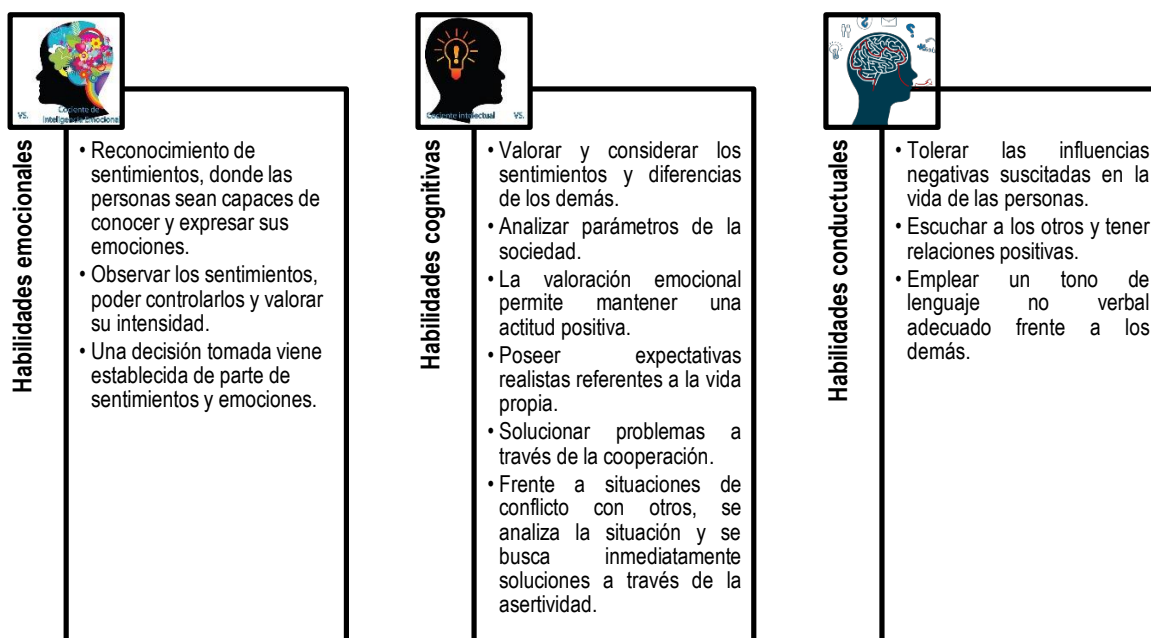 VS.
Cociente de
Inteligencia Emocional
Habilidades emocionales
• Reconocimiento de
sentimientos, donde las
personas sean capaces de
conocer y expresar sus
emociones.
• Observar los sentimientos,
poder controlarlos y valorar
su intensidad.
• Una decisión tomada viene
establecida de parte de
sentimientos y emociones.
Cociente Intelectual
VS.
Habilidades cognitivas
• Valorar y considerar los
sentimientos y diferencias
de los demás.
• Analizar parámetros de la
sociedad.
• La valoración emocional
permite mantener una
actitud positiva.
• Poseer expectativas
realistas referentes a la vida
propia.
• Solucionar problemas a
través de la cooperación.
• Frente a situaciones de
conflicto con otros, se
analiza la situación y se
busca inmediatamente
soluciones a través de la
asertividad.
Habilidades conductuales
• Tolerar las influencias
negativas suscitadas en la
vida de las personas.
• Escuchar a los otros y tener
relaciones positivas.
• Emplear un tono de
lenguaje no verbal
adecuado frente a los
demás.